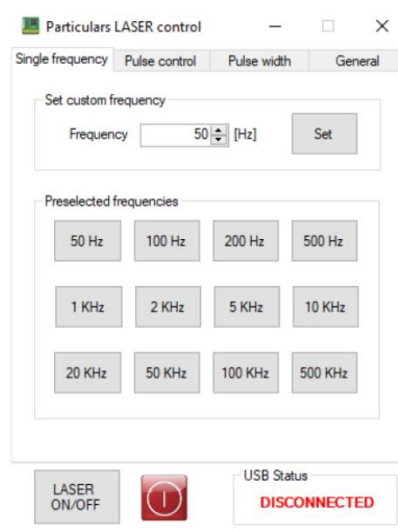 Particulars LASER control
Single frequency Pulse control Pulse width General
Set custom frequency
Frequency 50 [Hz] Set
Preselected frequencies
50 Hz 100 Hz 200 Hz 500 Hz
1 KHz 2 KHz 5 KHz 10 KHz
20 KHz 50 KHz 100 KHz 500 KHz
LASER
ON/OFF
USB Status
DISCONNECTED